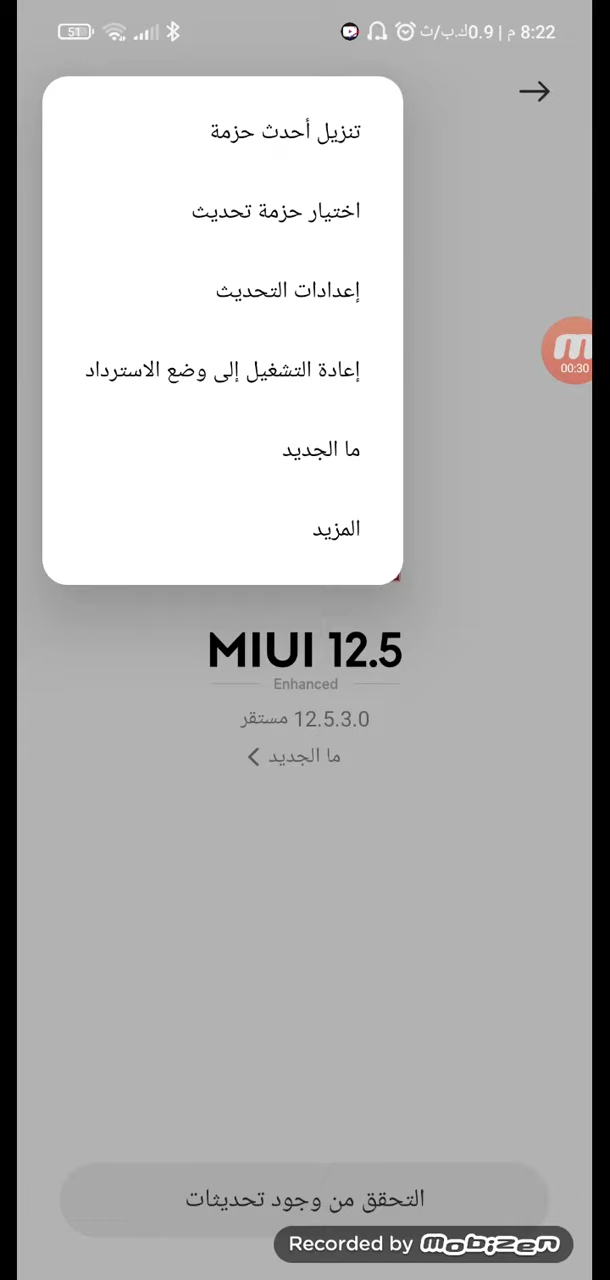 8:22 م | 0.9ك.ب/ث
51
تنزيل أحدث حزمة
اختيار حزمة تحديث
إعدادات التحديث
إعادة التشغيل إلى وضع الاسترداد
ما الجديد
المزيد
00:30
MIUI 12.5
Enhanced
12.5.3.0 مستقر
ما الجديد
التحقق من وجود تحديثات
Recorded by mobizen